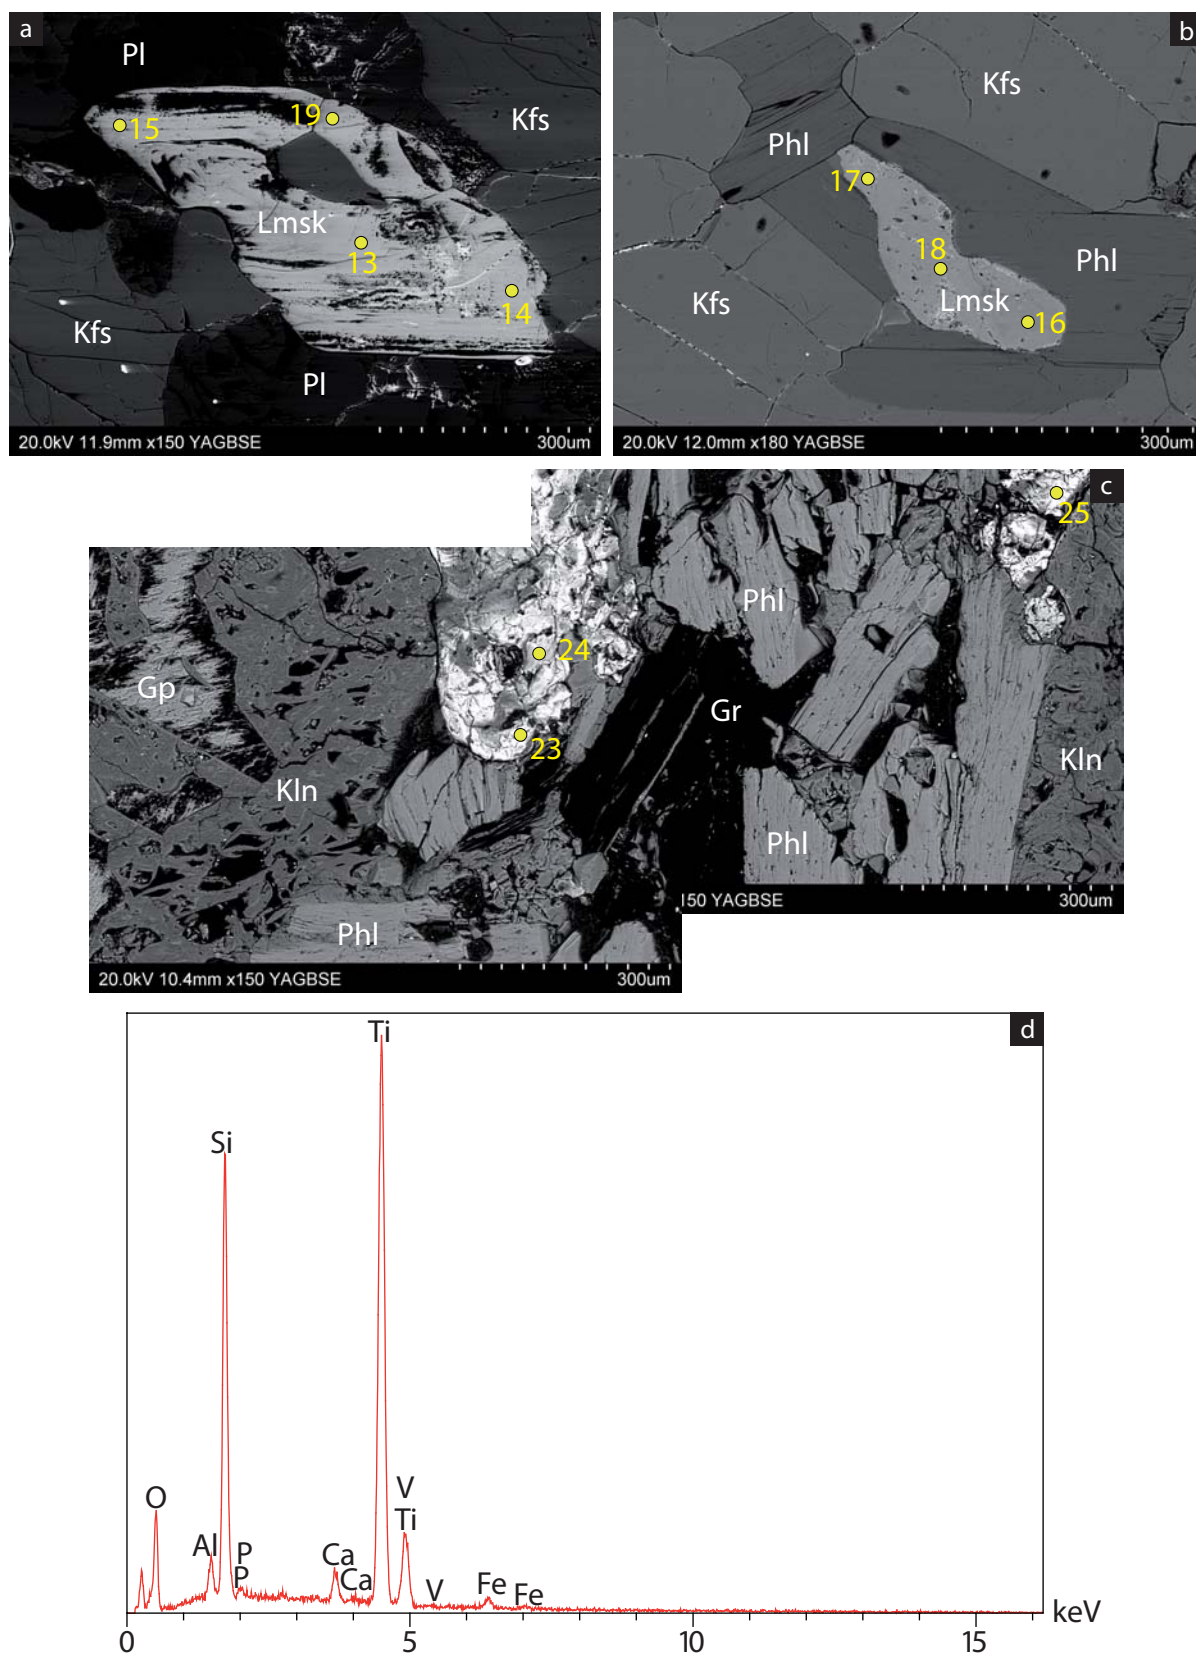 a
Pl
19
15
Kfs
Lmsk
13
14
Kfs
Pl
20.0kV 11.9mm x150 YAGBSE 300um
b
Kfs
Phl
17
18
Phl
Kfs
Lmsk
16
20.0kV 12.0mm x180 YAGBSE 300um
c
25
Phl
24
Gp
Gr
23
Kln
Kln
Phl
Phl
150 YAGBSE 300um
20.0kV 10.4mm x150 YAGBSE 300um
d
Ti
Si
V
O
Ti
Al
P
Ca
P
Ca
V
Fe
Fe
keV
0 5 10 15